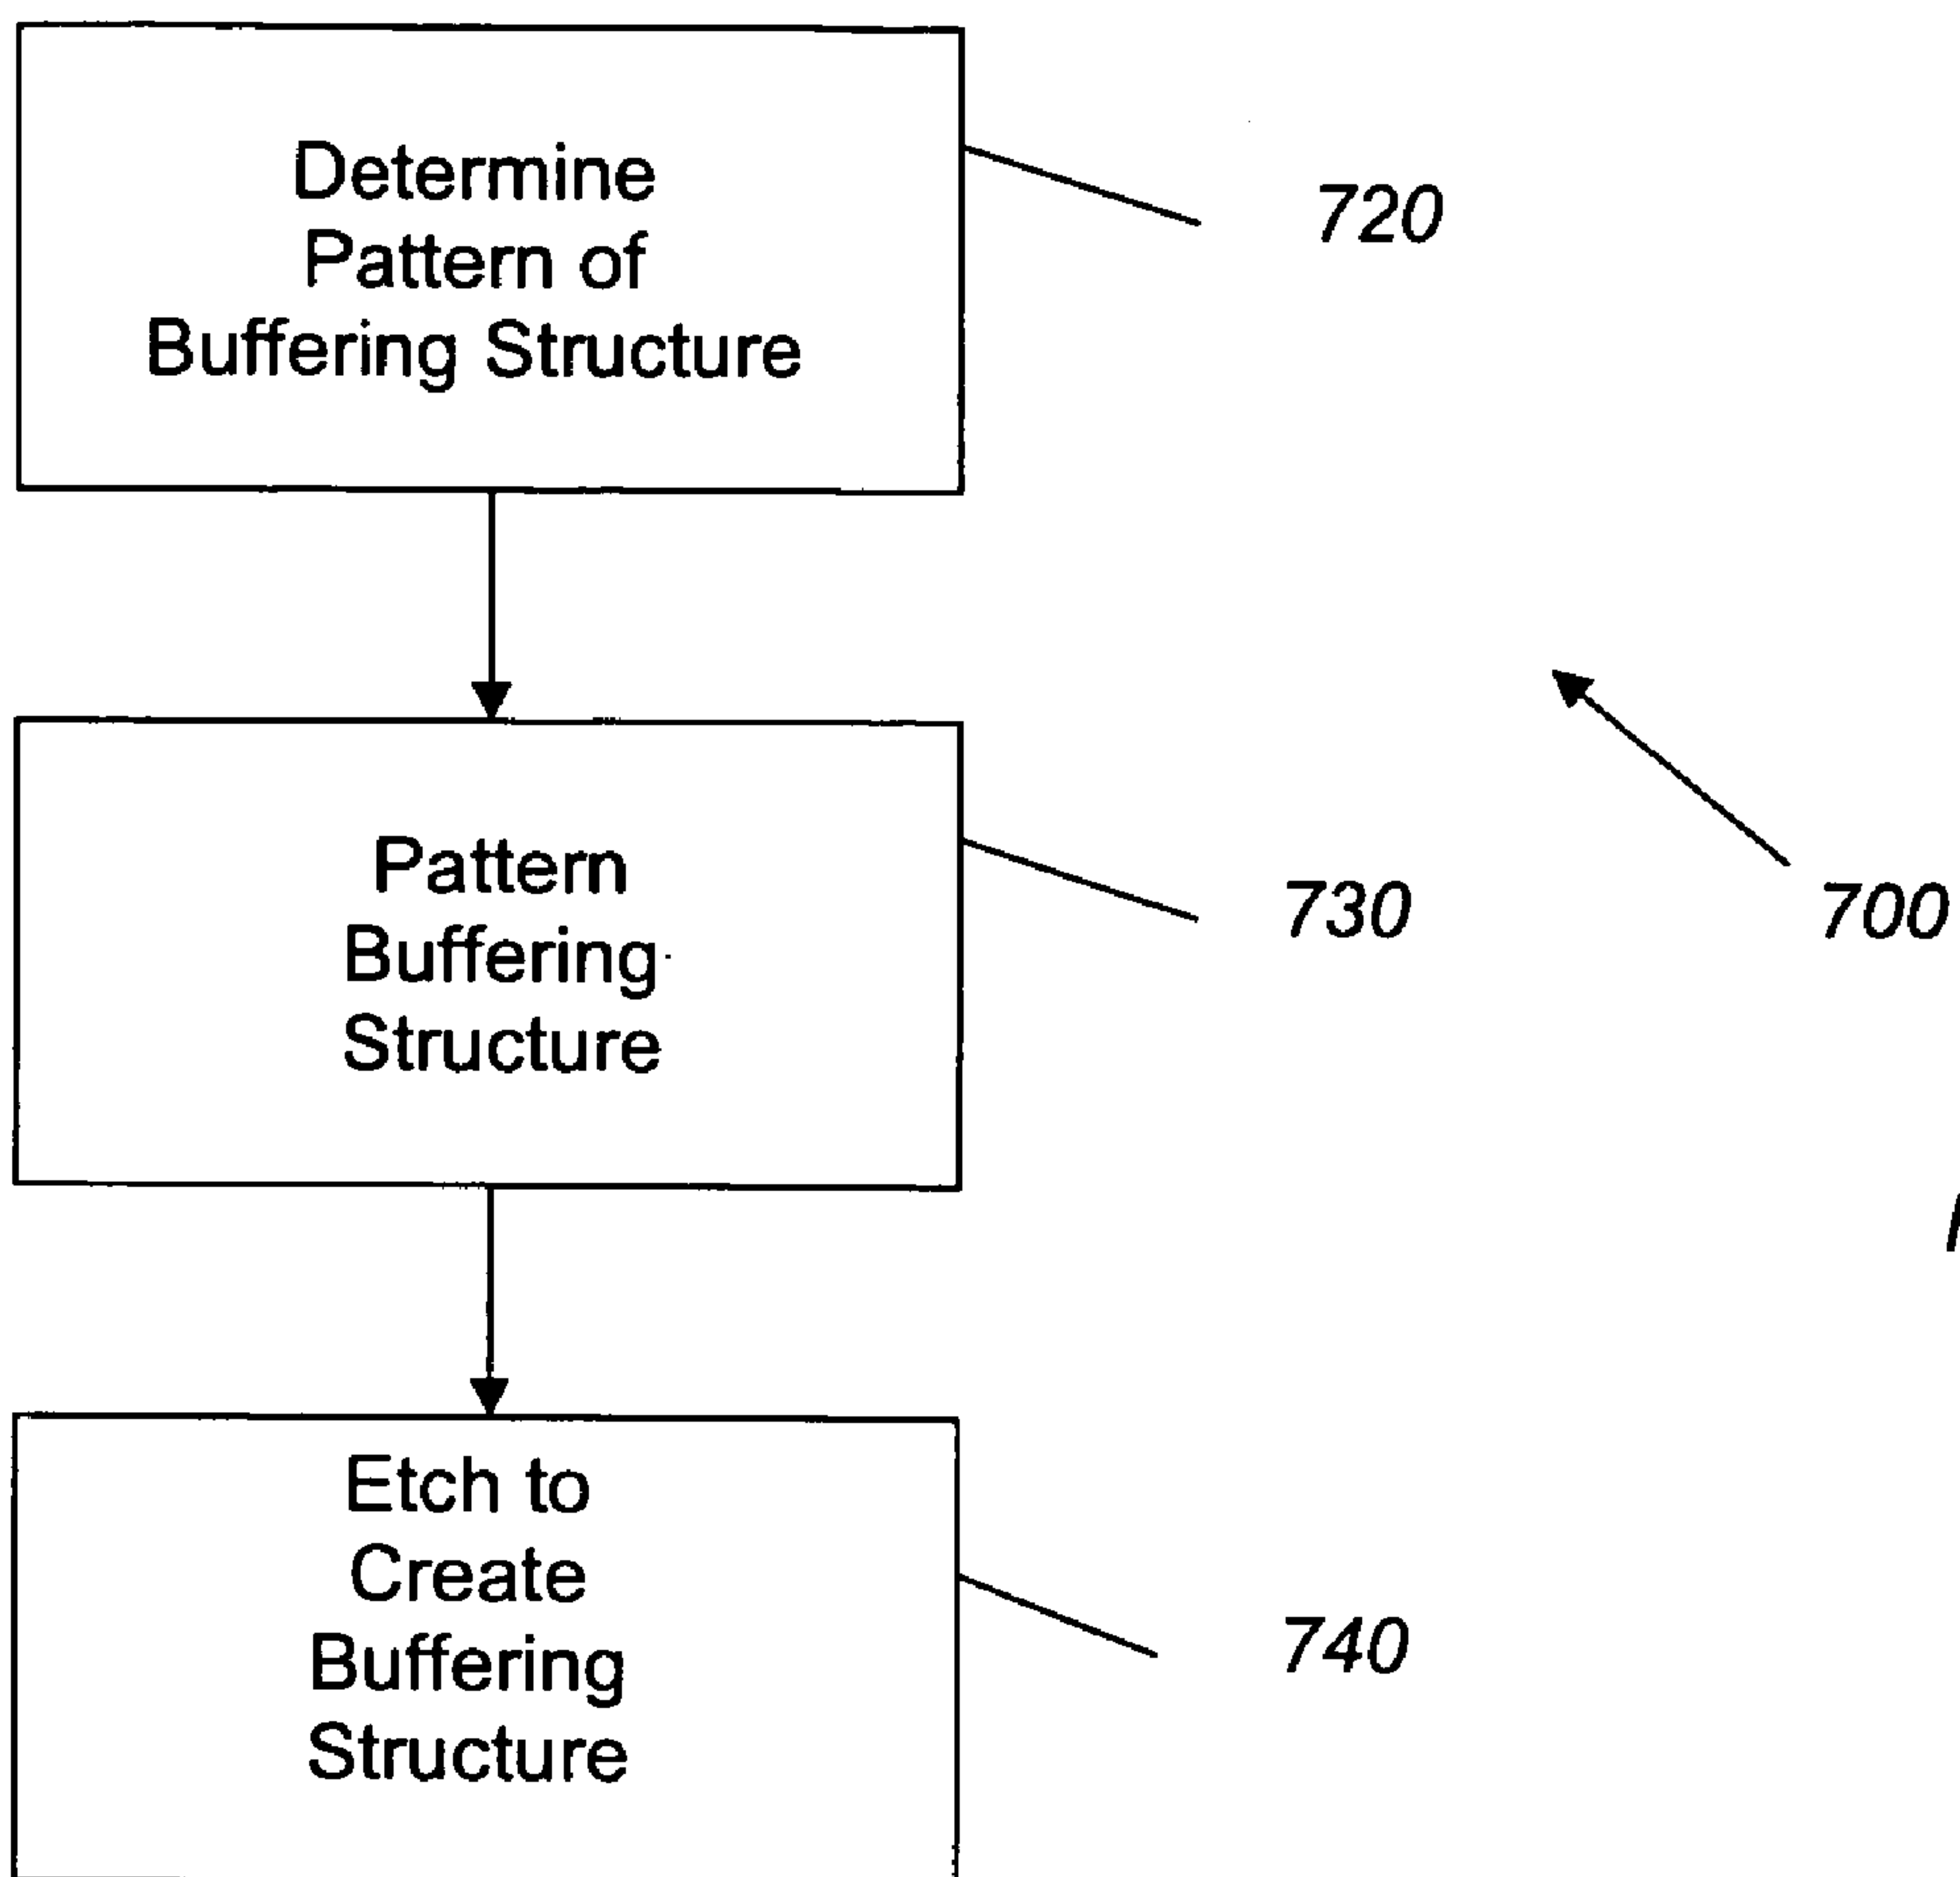 Determine
Pattern of
Buffering Structure
720
Pattern
Buffering
Structure
730
700
Etch to
Create
Buffering
Structure
740